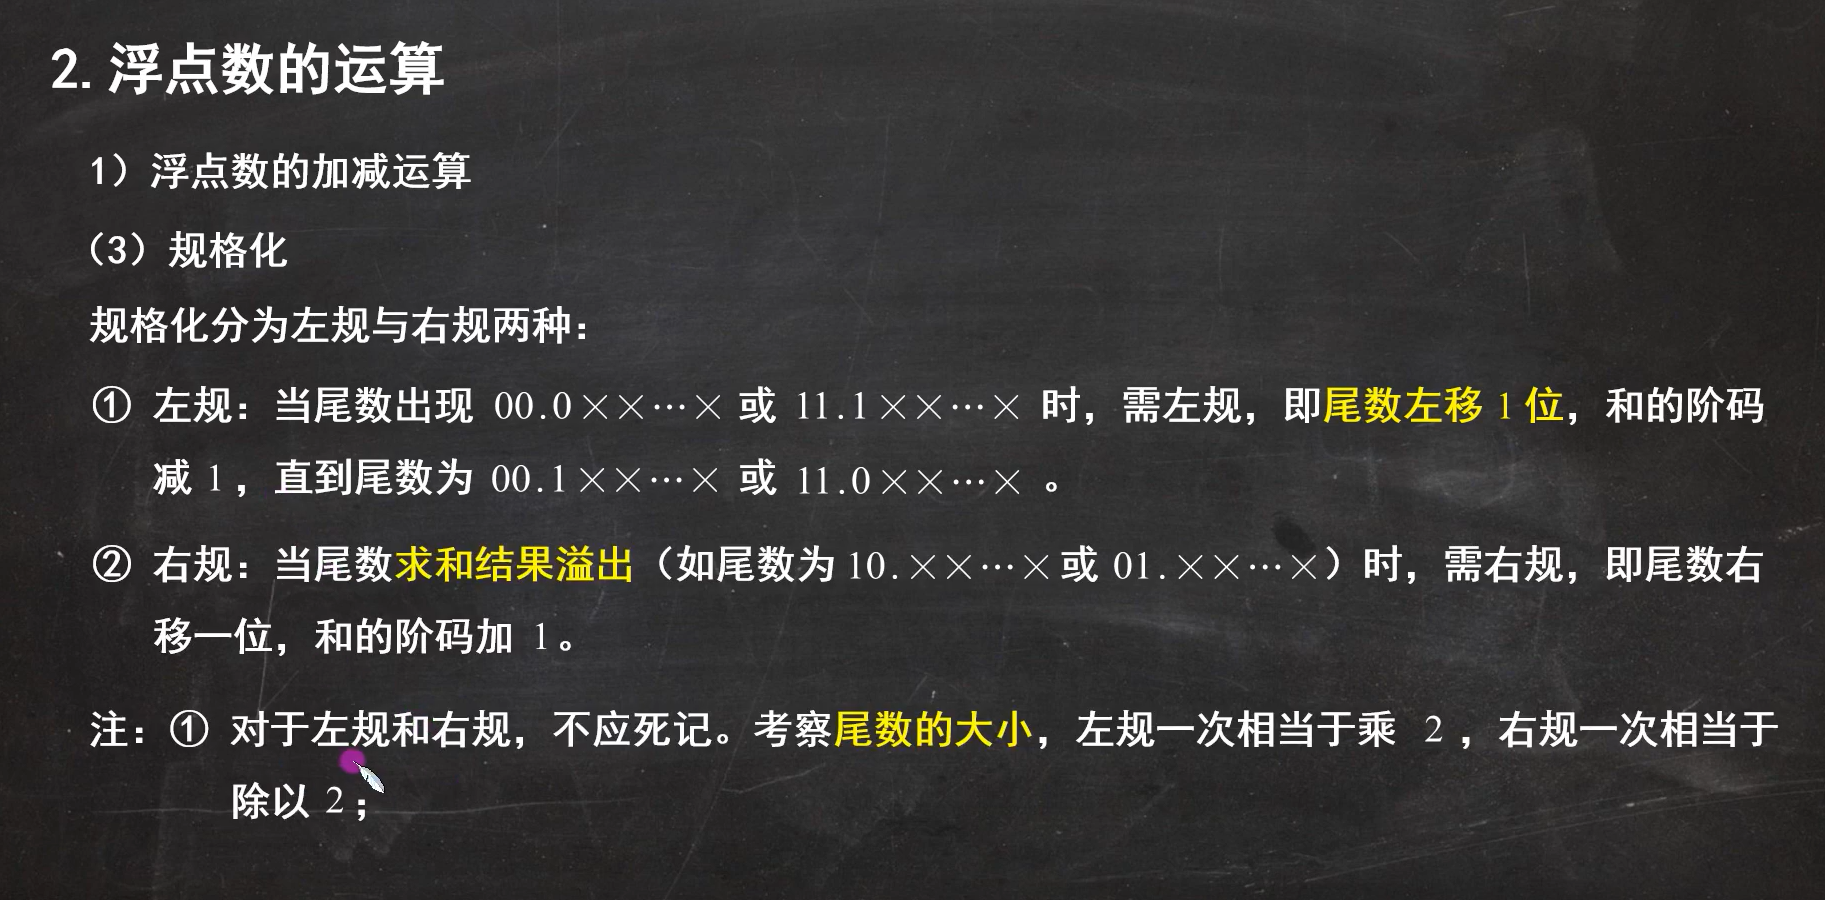 2.浮点数的运算
1）浮点数的加减运算
（3）规格化
规格化分为左规与右规两种：
① 左规：当尾数出现 00.0××…× 或 11.1××…× 时，需左规，即尾数左移 1 位，和的阶码
减 1，直到尾数为 00.1××…× 或 11.0××…× 。
② 右规：当尾数求和结果溢出（如尾数为 10.××…× 或 01.××…×）时，需右规，即尾数右
移一位，和的阶码加 1。
注：① 对于左规和右规，不应死记。考察尾数的大小，左规一次相当于乘 2，右规一次相当于
除以 2；